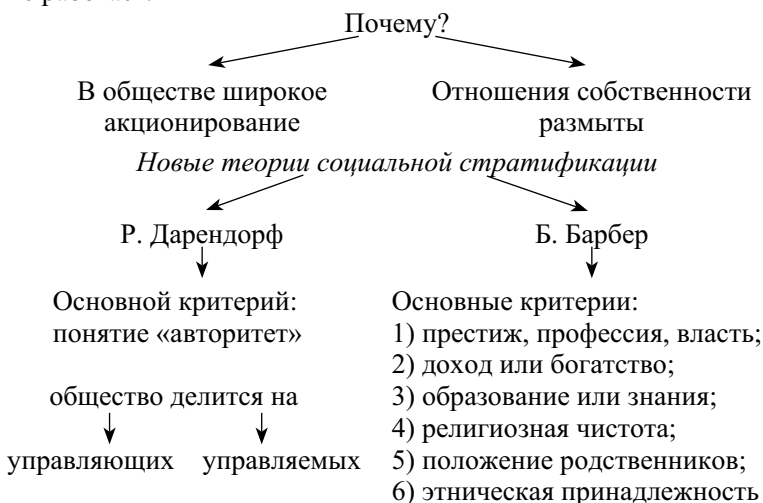 Почему?
В обществе широкое
акционирование
Отношения собственности
размыты
Новые теории социальной стратификации
Р. Дарендорф
Основной критерий:
понятие «авторитет»
общество делится на
управляющих управляемых
Б. Барбер
Основные критерии:
1) престиж, профессия, власть;
2) доход или богатство;
3) образование или знания;
4) религиозная чистота;
5) положение родственников;
6) этническая принадлежность